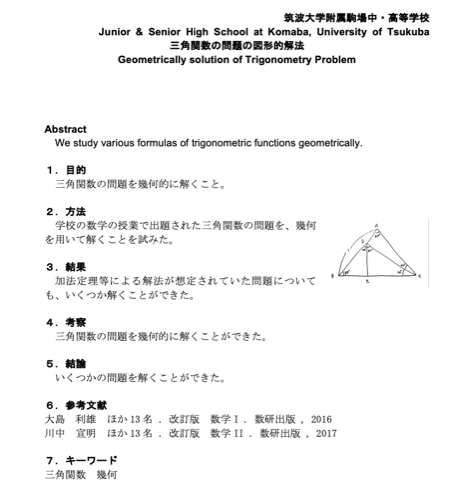 筑波大学附属駒場中・高等学校
Junior & Senior High School at Komaba, University of Tsukuba
三角関数の問題の図形的解法
Geometrically solution of Trigonometry Problem
Abstract
We study various formulas of trigonometric functions geometrically.
１．目的
三角関数の問題を幾何的に解くこと。
２．方法
学校の数学の授業で出題された三角関数の問題を、幾何
を用いて解くことを試みた。
３．結果
加法定理等による解法が想定されていた問題について
も、いくつか解くことができた。
４．考察
三角関数の問題を幾何的に解くことができた。
５．結論
いくつかの問題を解くことができた。
６．参考文献
大島　利雄　ほか 13 名 ．改訂版　数学 I ．数研出版 ，2016
川中　宣明　ほか 13 名 ．改訂版　数学 II ．数研出版 ，2017
７．キーワード
三角関数　幾何